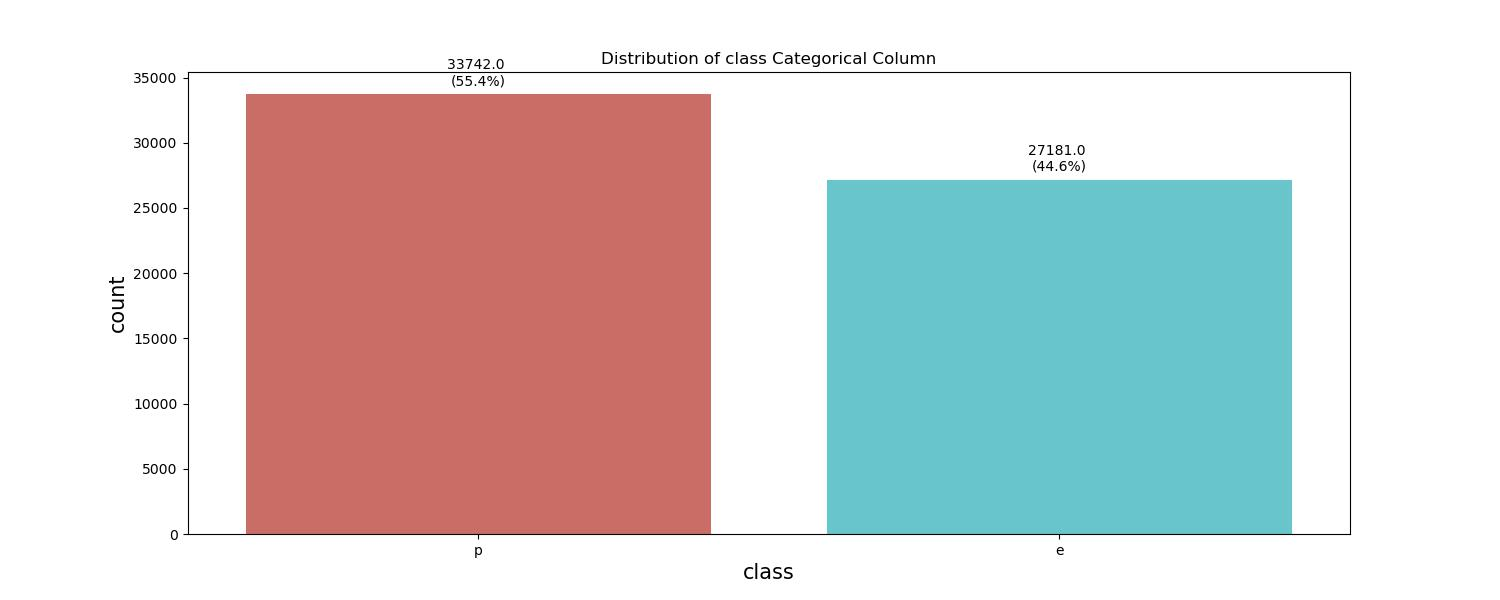 Distribution of class Categorical Column
33742.0
(55.4%)
27181.0
(44.6%)
35000
30000
25000
20000
15000
10000
5000
0
count
p
e
class